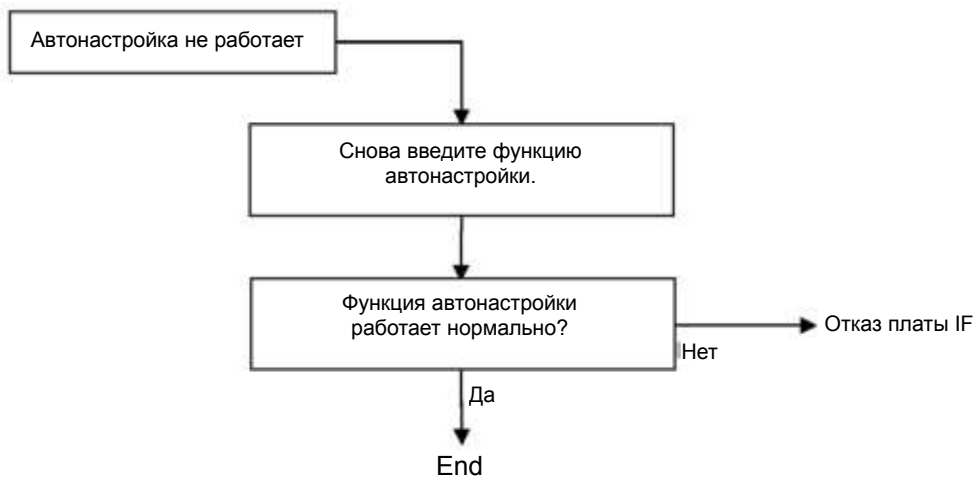 Автонастройка не работает
Снова введите функцию
автонастройки.
Функция автонастройки
работает нормально?
Отказ платы IF
Нет
Да
End